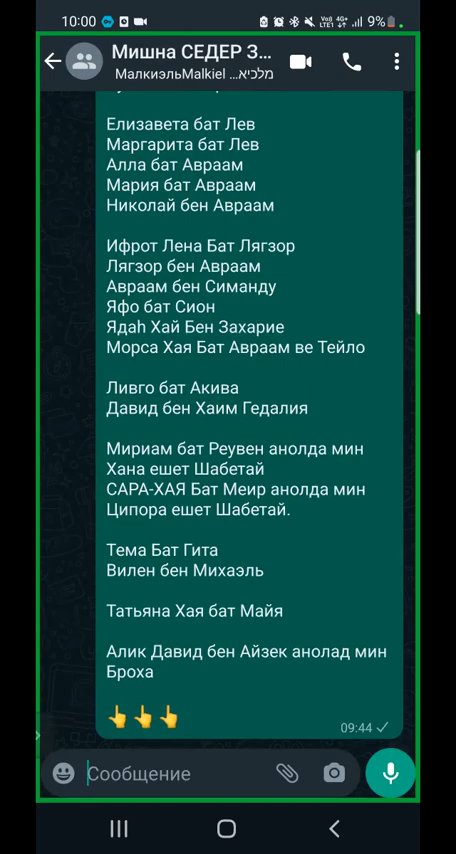 10:00
Vo)) 4G+
LTE1
9%
Мишна СЕДЕР З...
МалкиэльMalkiel ...מלכיא
Елизавета бат Лев
Маргарита бат Лев
Алла бат Авраам
Мария бат Авраам
Николай бен Авраам
Ифрот Лена Бат Лягзор
Лягзор бен Авраам
Авраам бен Симанду
Яфо бат Сион
Ядаһ Хай Бен Захарие
Морса Хая Бат Авраам ве Тейло
Ливго бат Акива
Давид бен Хаим Гедалия
Мириам бат Реувен анолда мин
Хана ешет Шабетай
САРА-ХАЯ Бат Меир анолда мин
Ципора ешет Шабетай.
Тема Бат Гита
Вилен бен Михаэль
Татьяна Хая бат Майя
Алик Давид бен Айзек анолад мин
Броха
👆👆👆
09:44
Сообщение